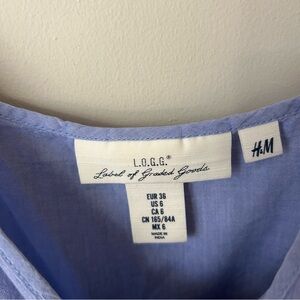 L.O.G.G.®
Label of Graded Goods
H&M
EUR 36
US 6
CA 6
CN 165/84A
MX 6
MADE IN
INDIA